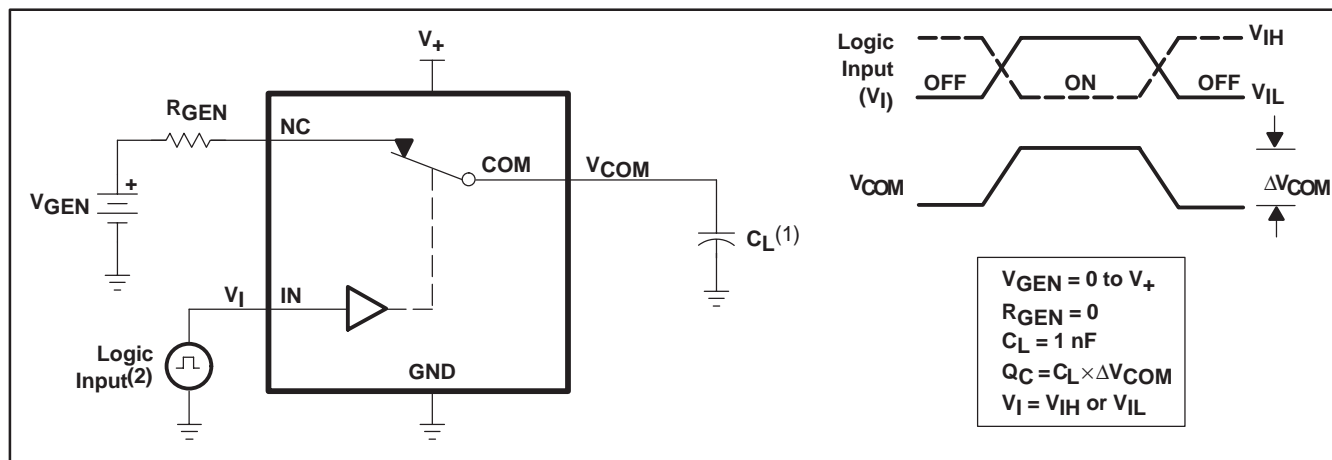 V+
RGEN
NC
COM
VCOM
VGEN
+
CL(1)
VI
IN
Logic
Input(2)
GND
Logic
Input
(VI)
OFF
ON
OFF
VIH
VIL
VCOM
ΔVCOM
VGEN = 0 to V+
RGEN = 0
CL = 1 nF
QC = CL × ΔVCOM
VI = VIH or VIL